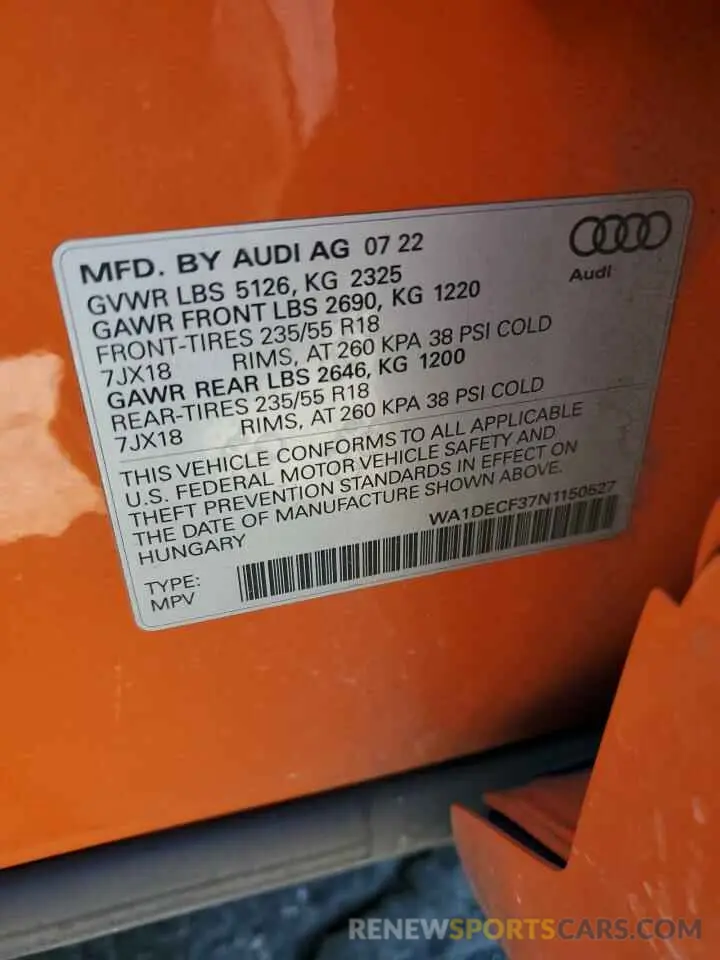 MFD. BY AUDI AG 07 22
GVWR LBS 5126, KG 2325
GAWR FRONT LBS 2690, KG 1220
FRONT-TIRES 235/55 R18
7JX18 RIMS, AT 260 KPA 38 PSI COLD
GAWR REAR LBS 2646, KG 1200
REAR-TIRES 235/55 R18
7JX18 RIMS, AT 260 KPA 38 PSI COLD
Audi
THIS VEHICLE CONFORMS TO ALL APPLICABLE
U.S. FEDERAL MOTOR VEHICLE SAFETY AND
THEFT PREVENTION STANDARDS IN EFFECT ON
THE DATE OF MANUFACTURE SHOWN ABOVE.
HUNGARY
WA1DECF37N1150527
TYPE:
MPV
RENEWSPORTSCARS.COM